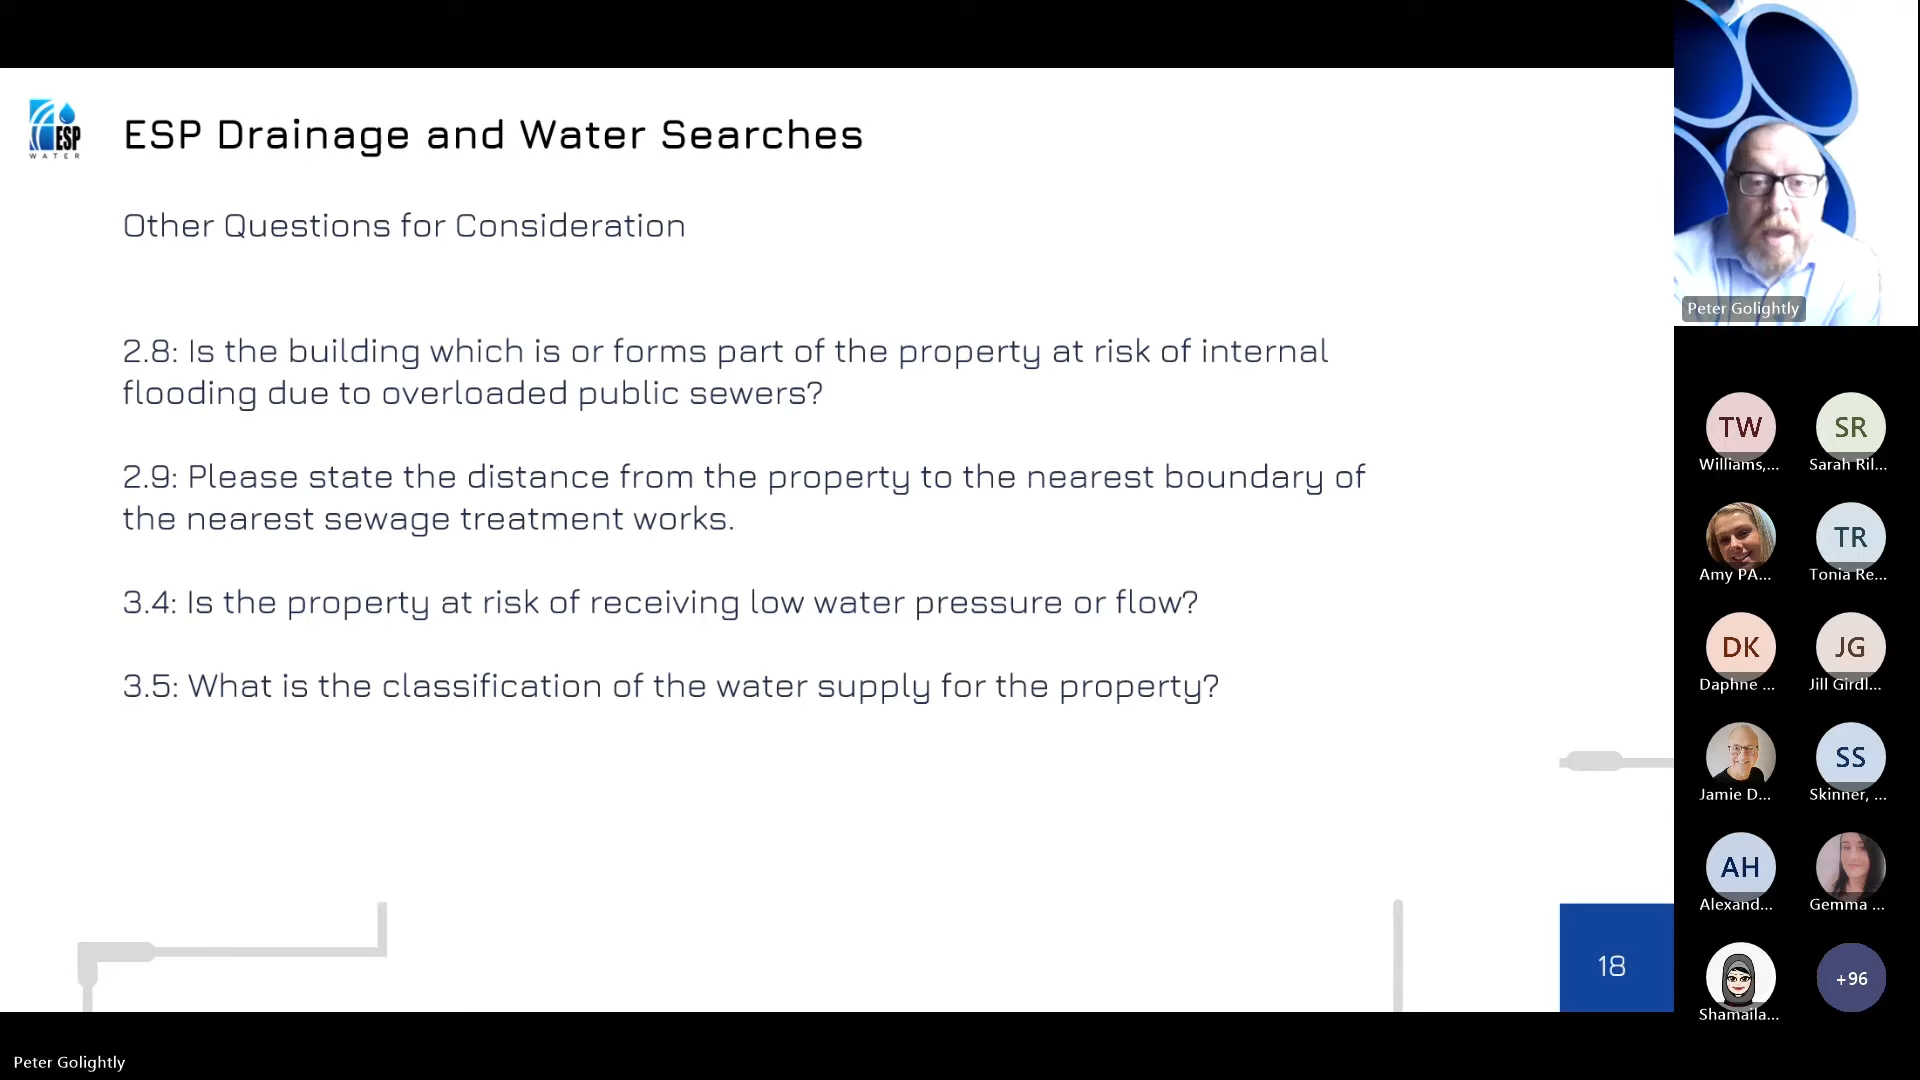 ESP
WATER
ESP Drainage and Water Searches
Other Questions for Consideration
2.8: Is the building which is or forms part of the property at risk of internal
flooding due to overloaded public sewers?
2.9: Please state the distance from the property to the nearest boundary of
the nearest sewage treatment works.
3.4: Is the property at risk of receiving low water pressure or flow?
3.5: What is the classification of the water supply for the property?
18
Peter Golightly
TW
Williams,...
SR
Sarah Ril...
Amy PA...
TR
Tonia Re...
DK
Daphne ...
JG
Jill Girdl...
Jamie D...
SS
Skinner, ...
AH
Alexand...
Gemma ...
Shamaila...
+96
Peter Golightly